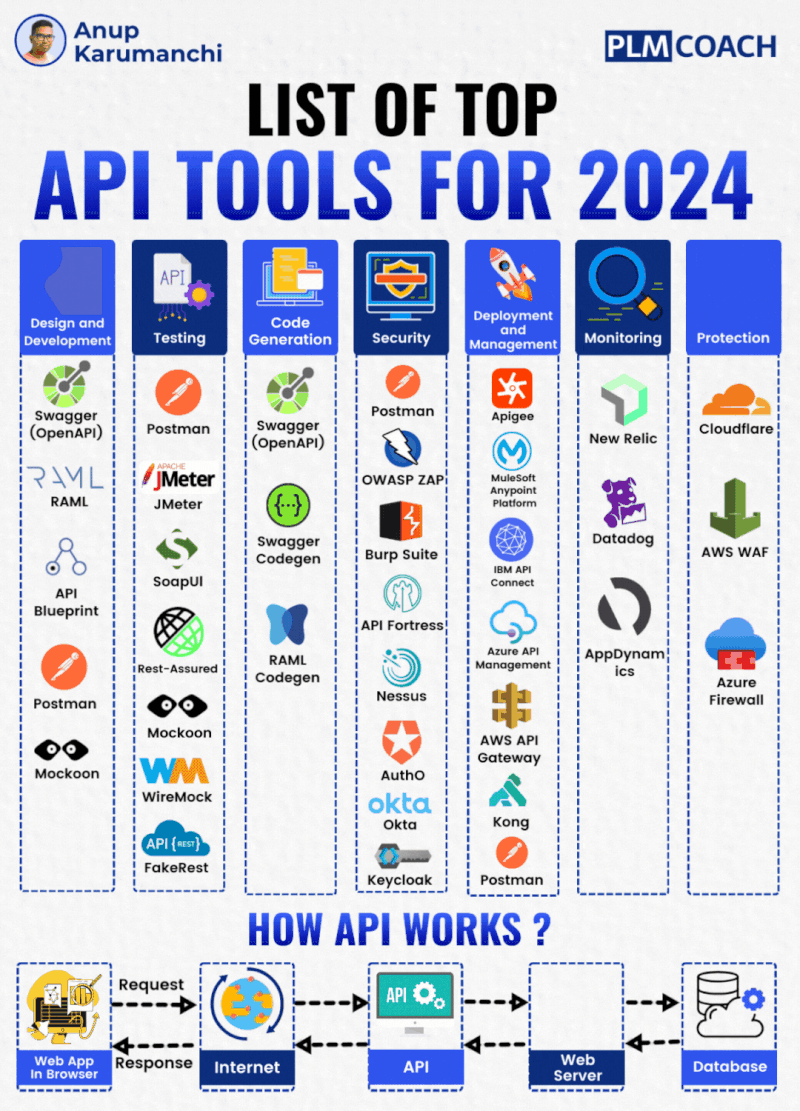 Anup
Karumanchi
PLM COACH
LIST OF TOP
API TOOLS FOR 2024
Design and
Development
Swagger
(OpenAPI)
RAML
RAML
API
Blueprint
Postman
Mockoon
API
Testing
Postman
APACHE
JMeter
JMeter
SoapUI
Rest-Assured
Mockoon
WM
WireMock
API {REST}
FakeRest
Code
Generation
Swagger
(OpenAPI)
{··}
Swagger
Codegen
RAML
Codegen
Security
Postman
OWASP ZAP
Burp Suite
API Fortress
Nessus
AuthO
okta
Okta
Keycloak
Deployment
and
Management
Apigee
MuleSoft
Anypoint
Platform
IBM API
Connect
Azure API
Management
AWS API
Gateway
Kong
Postman
Monitoring
New Relic
Datadog
AppDynam
ics
Protection
Cloudflare
AWS WAF
Azure
Firewall
HOW API WORKS ?
Web App
In Browser
Request
Response
Internet
API
API
Web
Server
Database